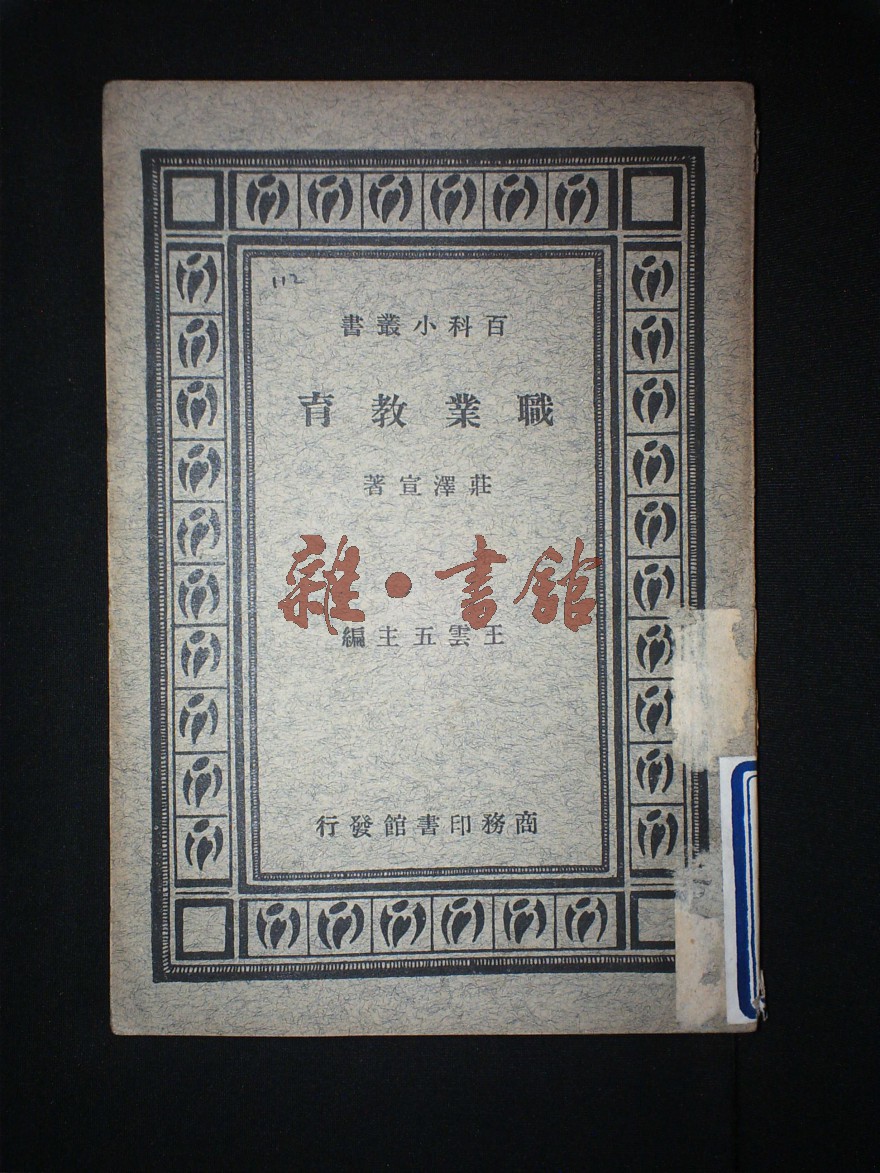 112
百科小叢書
職業教育
莊澤宣著
雜·書館
王雲五主編
商務印書館發行